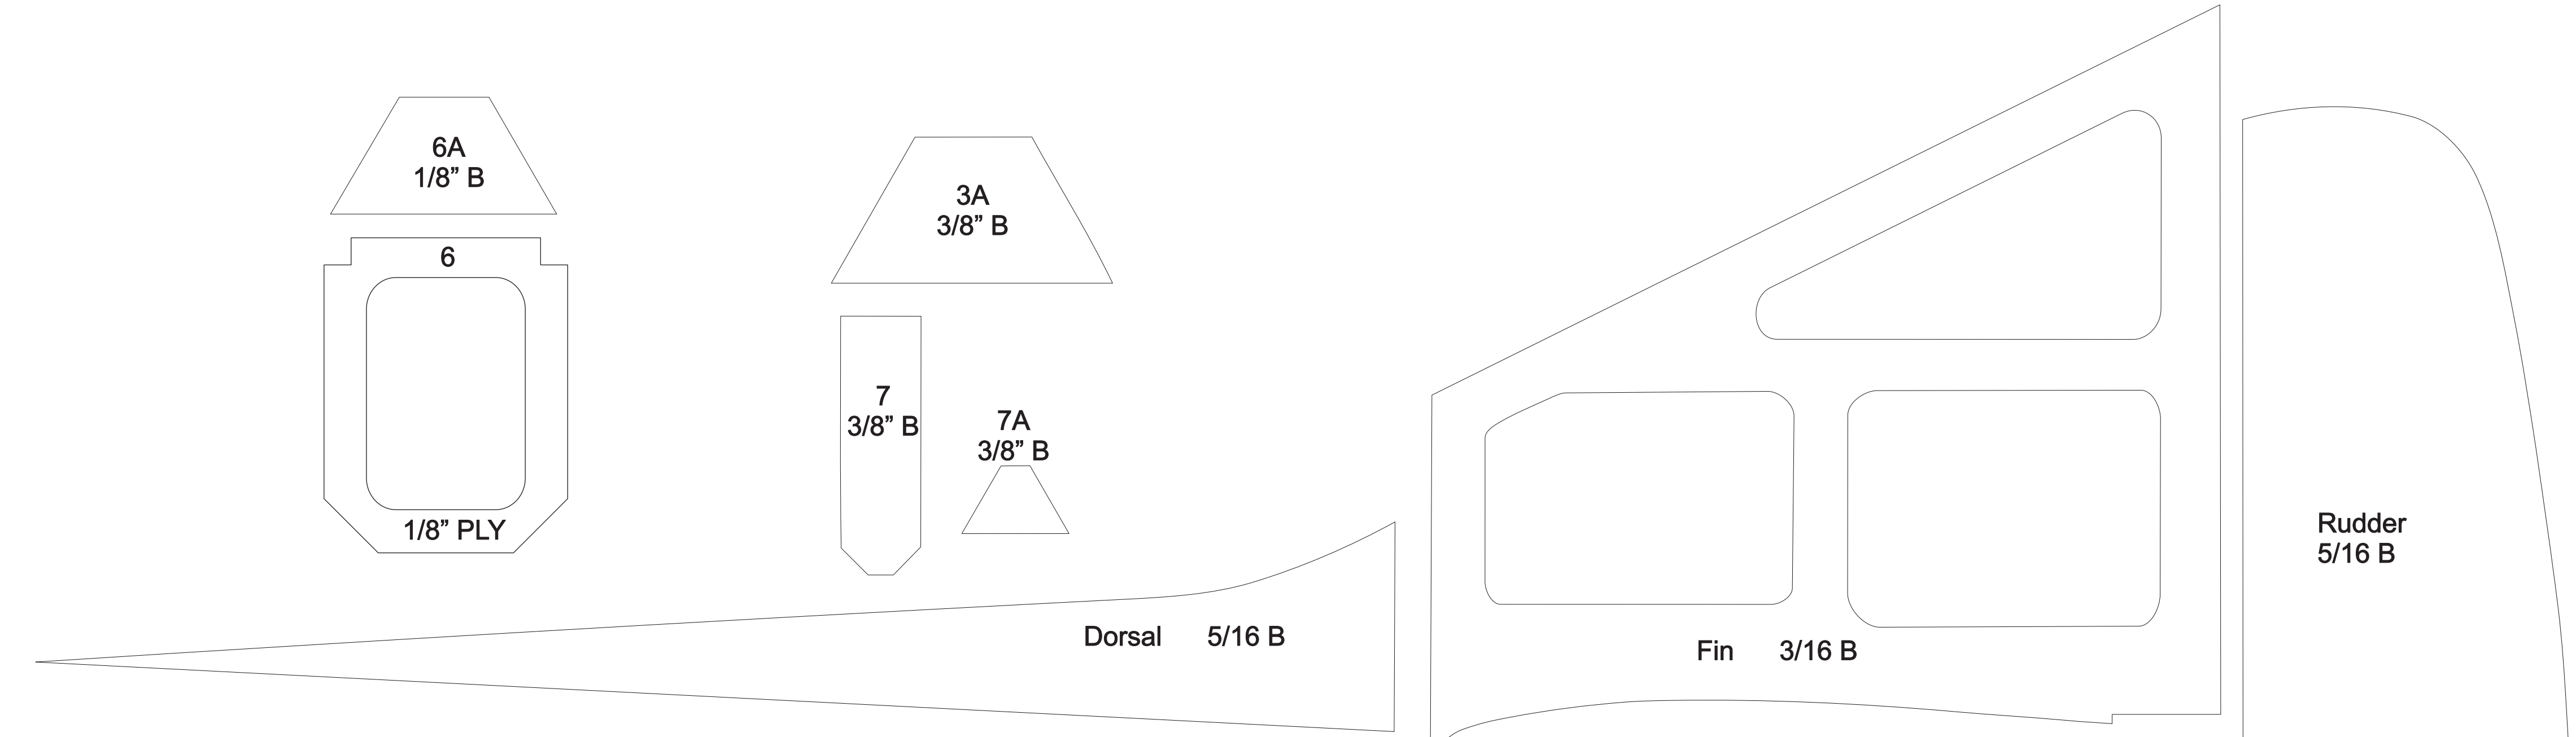 6A
1/8” B
6
1/8” PLY
3A
3/8” B
7
3/8” B
7A
3/8” B
Dorsal 5/16 B
Fin 3/16 B
Rudder
5/16 B